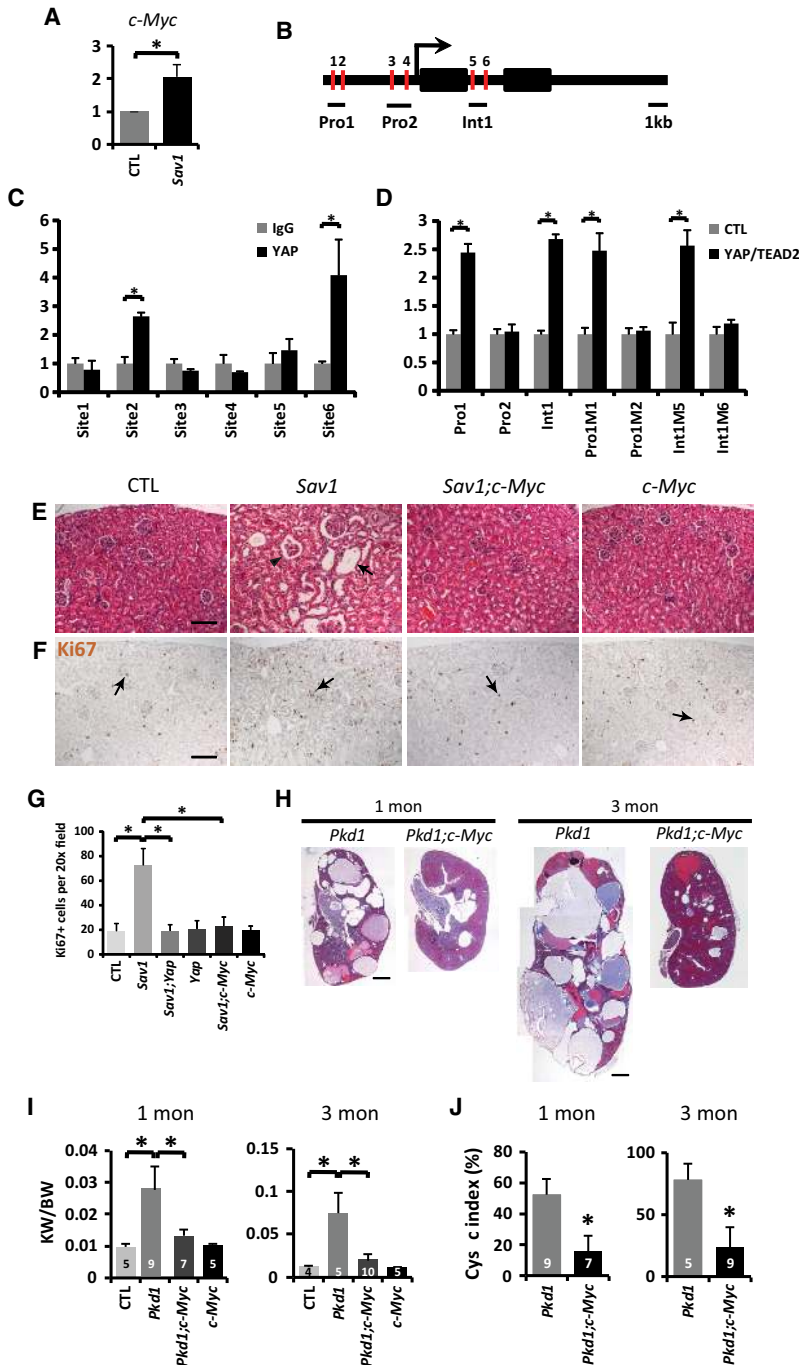 A
c-Myc
*
3
2
1
0
CTL
Sav1
B
12 3 4 5 6
Pro1 Pro2 Int1 1kb
C
IgG
YAP
6
5
4
3
2
1
0
*
*
Site1
Site2
Site3
Site4
Site5
Site6
D
CTL
YAP/TEAD2
3
2.5
2
1.5
1
0.5
0
*
*
*
*
Pro1
Pro2
Int1
Pro1M1
Pro1M2
Int1M5
Int1M6
CTL Sav1 Sav1;c-Myc c-Myc
E
F
Ki67
G
Ki67+ cells per 20x field
100
80
60
40
20
0
*
*
*
CTL
Sav1
Sav1;Yap
Yap
Sav1;c-Myc
c-Myc
H
1 mon
Pkd1 Pkd1;c-Myc
3 mon
Pkd1 Pkd1;c-Myc
I
1 mon
KW/BW
0.04
0.03
0.02
0.01
0
* *
5 9 7 5
CTL
Pkd1
Pkd1;c-Myc
c-Myc
3 mon
0.15
0.1
0.05
0
* *
4 5 10 5
CTL
Pkd1
Pkd1;c-Myc
c-Myc
J
1 mon
Cys c index (%)
80
60
40
20
0
*
9 7
Pkd1
Pkd1;c-Myc
3 mon
100
50
0
*
5 9
Pkd1
Pkd1;c-Myc